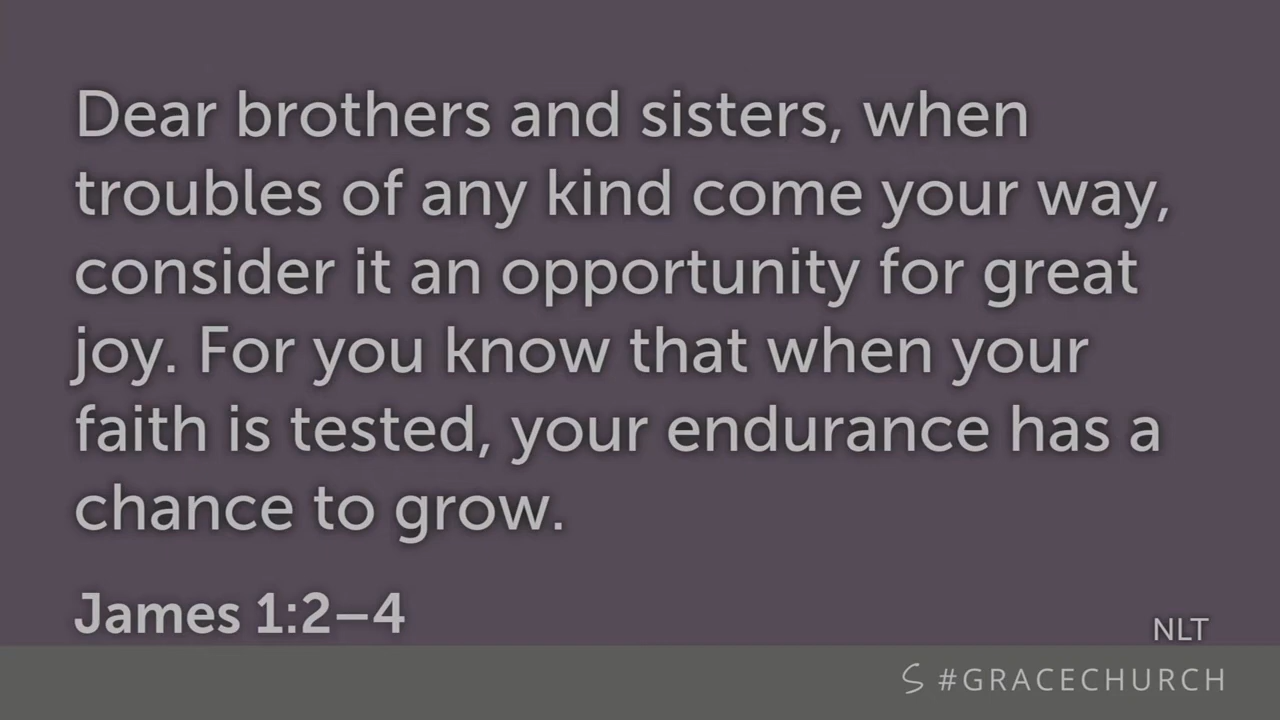 Dear brothers and sisters, when
troubles of any kind come your way,
consider it an opportunity for great
joy. For you know that when your
faith is tested, your endurance has a
chance to grow.
James 1:2–4
NLT
#GRACECHURCH